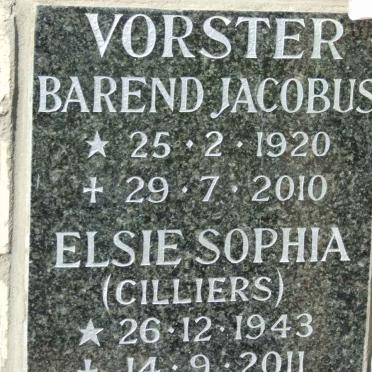 VORSTER
BAREND JACOBUS
★ 25·2·1920
✝ 29·7·2010
ELSIE SOPHIA
(CILLIERS)
★ 26·12·1943
✝ 14·9·2011